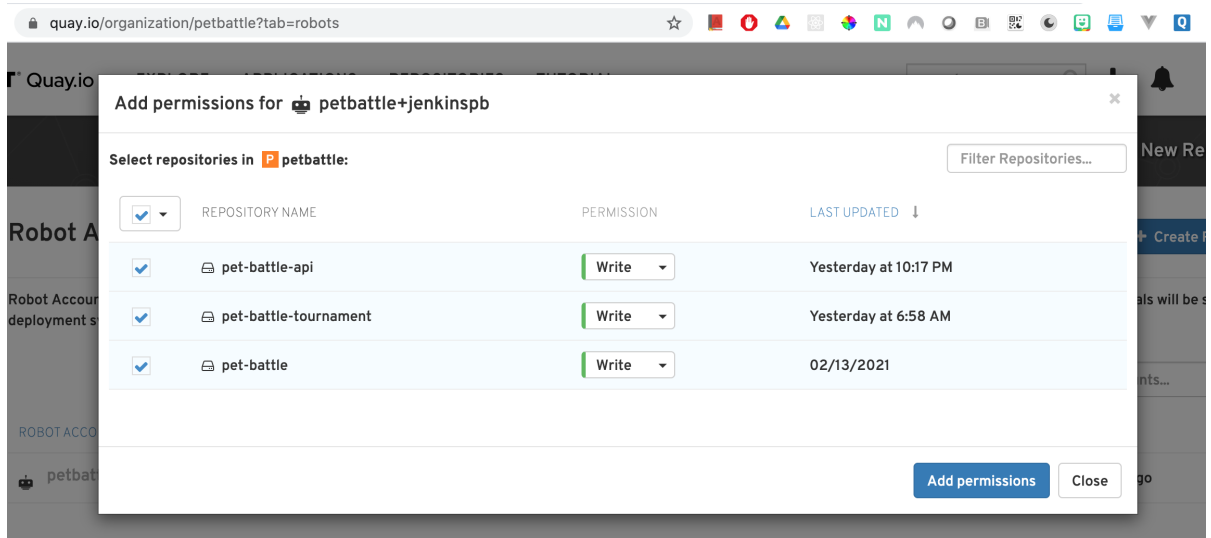 quay.io/organization/petbattle?tab=robots
Quay.io
Add permissions for petbattle+jenkinspb ×
New Re
Select repositories in P petbattle: Filter Repositories...
REPOSITORY NAME PERMISSION LAST UPDATED ↓
Robot A
+ Create
pet-battle-api Write Yesterday at 10:17 PM
Robot Accour
als will be s
pet-battle-tournament Write Yesterday at 6:58 AM
deployment s
pet-battle Write 02/13/2021
nts...
ROBOT ACCO
petbat
Add permissions Close
go